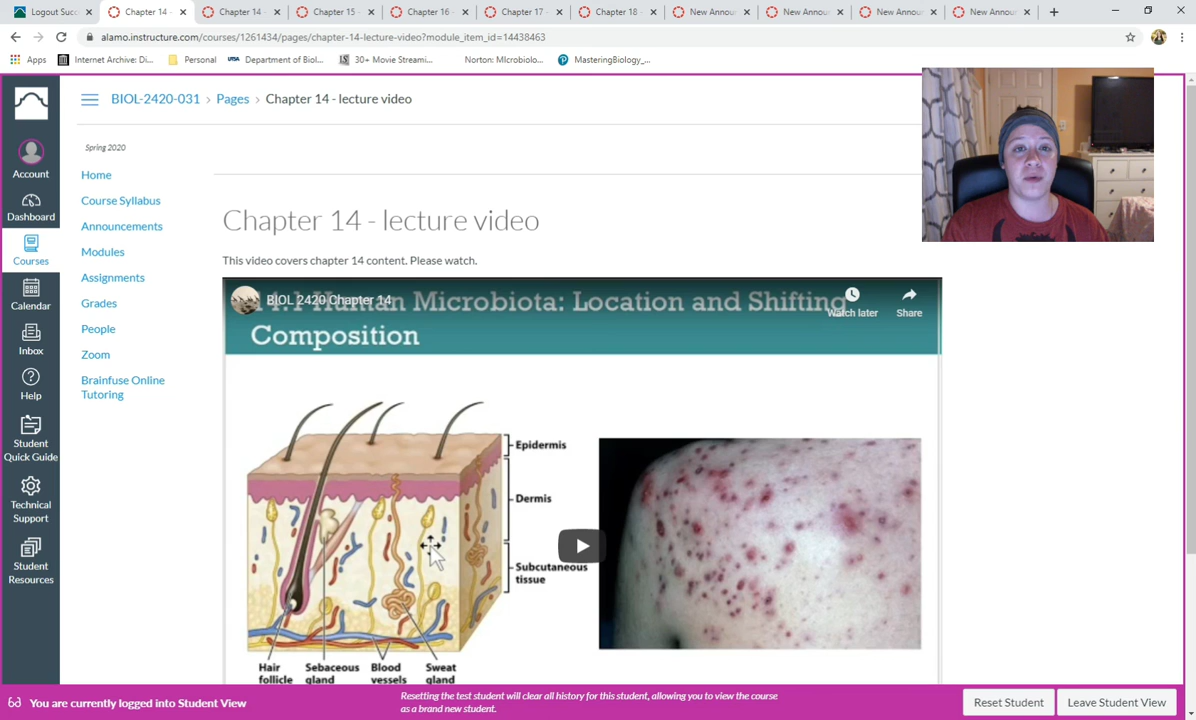 Logout Succ
Chapter 14 -
Chapter 14 -
Chapter 15 -
Chapter 16 -
Chapter 17 -
Chapter 18 -
New Annou
New Annou
New Annou
New Annou
alamo.instructure.com/courses/1261434/pages/chapter-14-lecture-video?module_item_id=14438463
Apps
Internet Archive: Di...
Personal
UTSA
Department of Biol...
30+ Movie Streami...
Norton: MIcrobiolo...
MasteringBiology_...
BIOL-2420-031 › Pages › Chapter 14 - lecture video
Spring 2020
Account
Dashboard
Courses
Calendar
Inbox
Help
Student
Quick Guide
Technical
Support
Student
Resources
Home
Course Syllabus
Announcements
Modules
Assignments
Grades
People
Zoom
Brainfuse Online
Tutoring
Chapter 14 - lecture video
This video covers chapter 14 content. Please watch.
BIOL 2420 Chapter 14
Human Microbiota: Location and Shifting
Composition
Watch later
Share
Epidermis
Dermis
Subcutaneous
tissue
Hair
follicle
Sebaceous
gland
Blood
vessels
Sweat
gland
You are currently logged into Student View
Resetting the test student will clear all history for this student, allowing you to view the course
as a brand new student.
Reset Student
Leave Student View